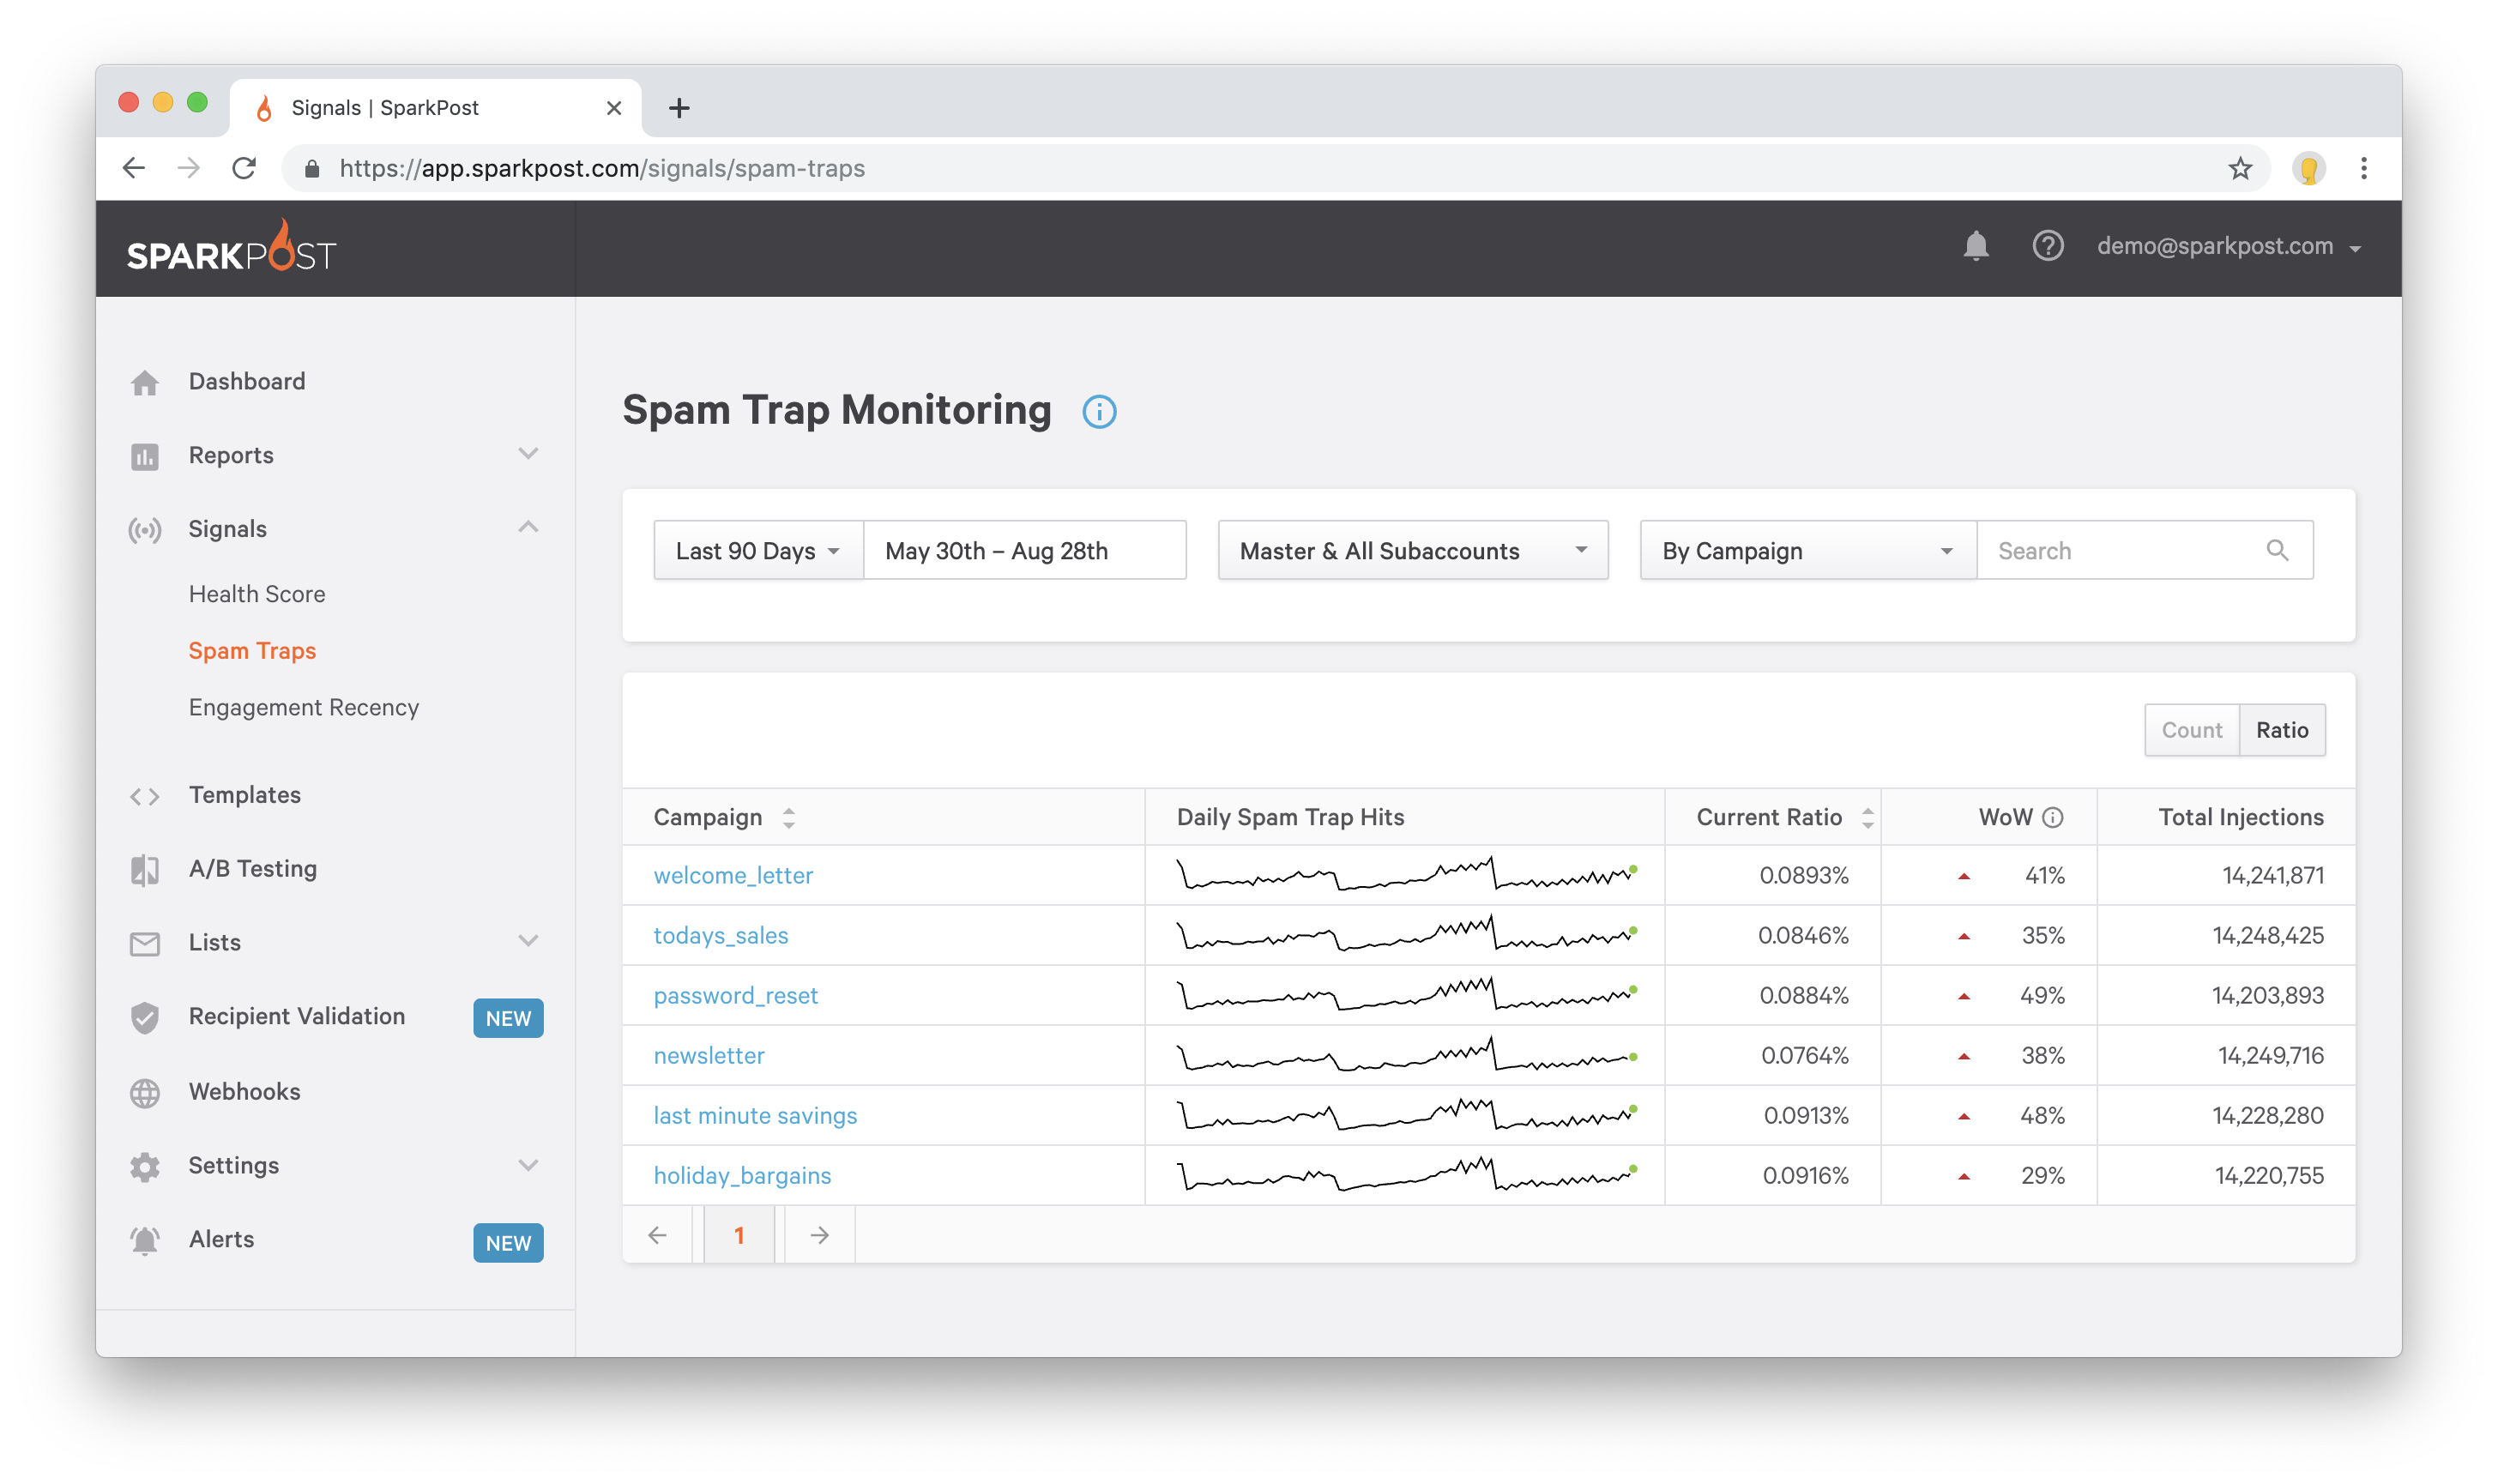 Signals | SparkPost
https://app.sparkpost.com/signals/spam-traps
SPARKPOST
demo@sparkpost.com
Dashboard
Reports
Signals
Health Score
Spam Traps
Engagement Recency
Templates
A/B Testing
Lists
Recipient Validation NEW
Webhooks
Settings
Alerts NEW
Spam Trap Monitoring
Last 90 Days May 30th – Aug 28th Master & All Subaccounts By Campaign Search
Count Ratio
Campaign Daily Spam Trap Hits Current Ratio WoW Total Injections
welcome_letter 0.0893% 41% 14,241,871
todays_sales 0.0846% 35% 14,248,425
password_reset 0.0884% 49% 14,203,893
newsletter 0.0764% 38% 14,249,716
last minute savings 0.0913% 48% 14,228,280
holiday_bargains 0.0916% 29% 14,220,755
1